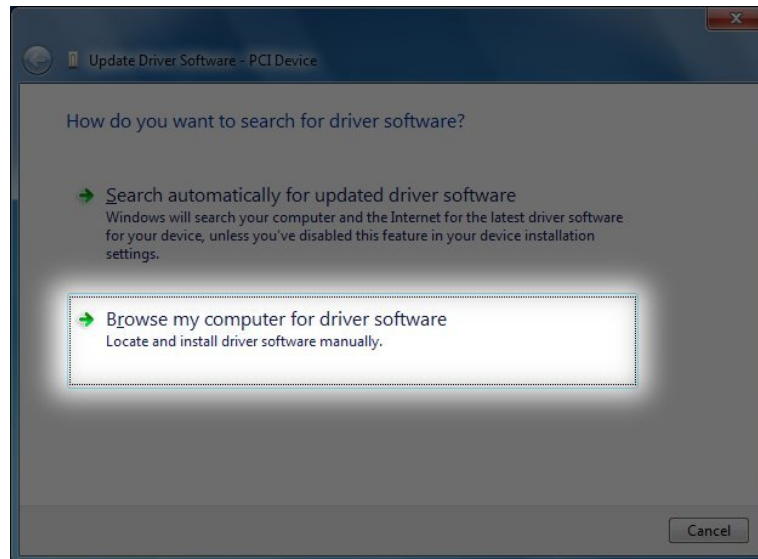 Update Driver Software - PCI Device
How do you want to search for driver software?
Search automatically for updated driver software
Windows will search your computer and the Internet for the latest driver software
for your device, unless you've disabled this feature in your device installation
settings.
Browse my computer for driver software
Locate and install driver software manually.
Cancel